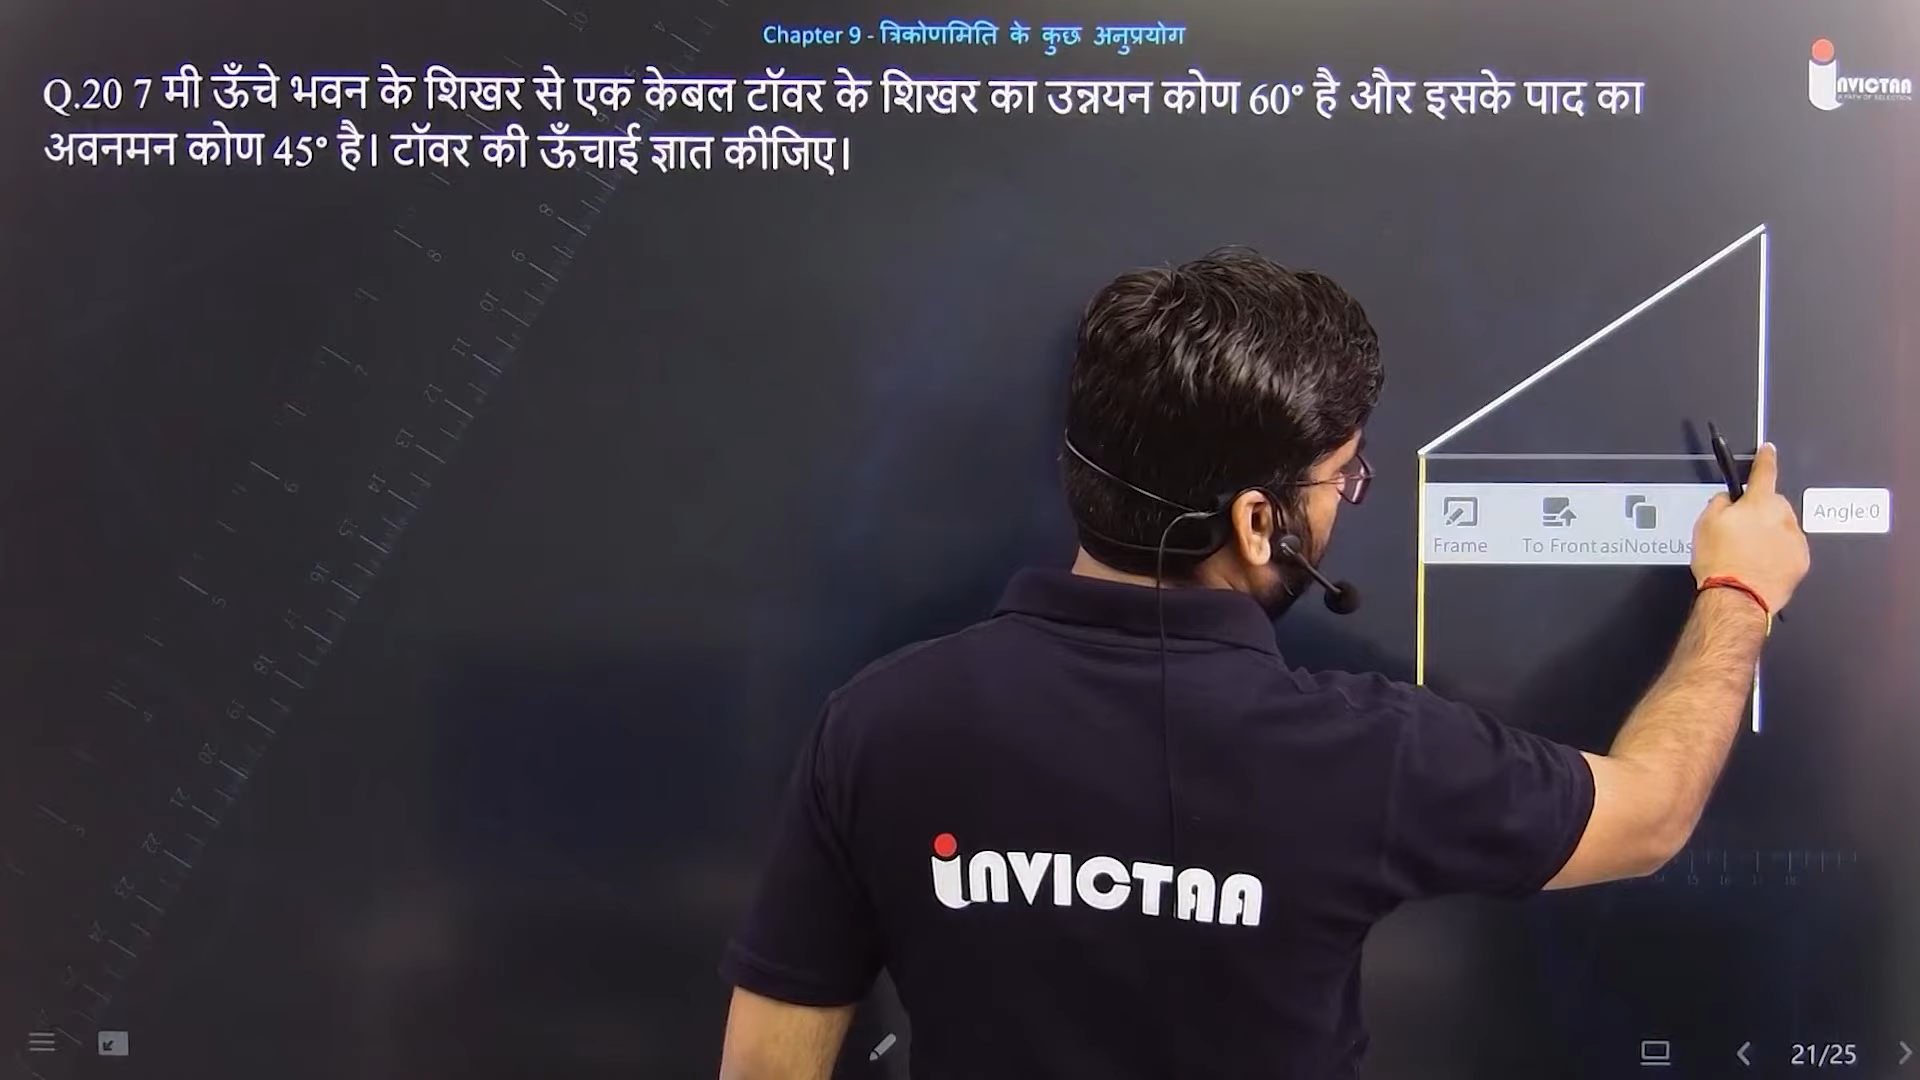 Chapter 9 - त्रिकोणमिति के कुछ अनुप्रयोग
Q.20 7 मी ऊँचे भवन के शिखर से एक केबल टॉवर के शिखर का उन्नयन कोण 60° है और इसके पाद का
अवनमन कोण 45° है। टॉवर की ऊँचाई ज्ञात कीजिए।
iNVICTAA
Angle:0
Frame To Front asiNote
iNVICTAA
21/25